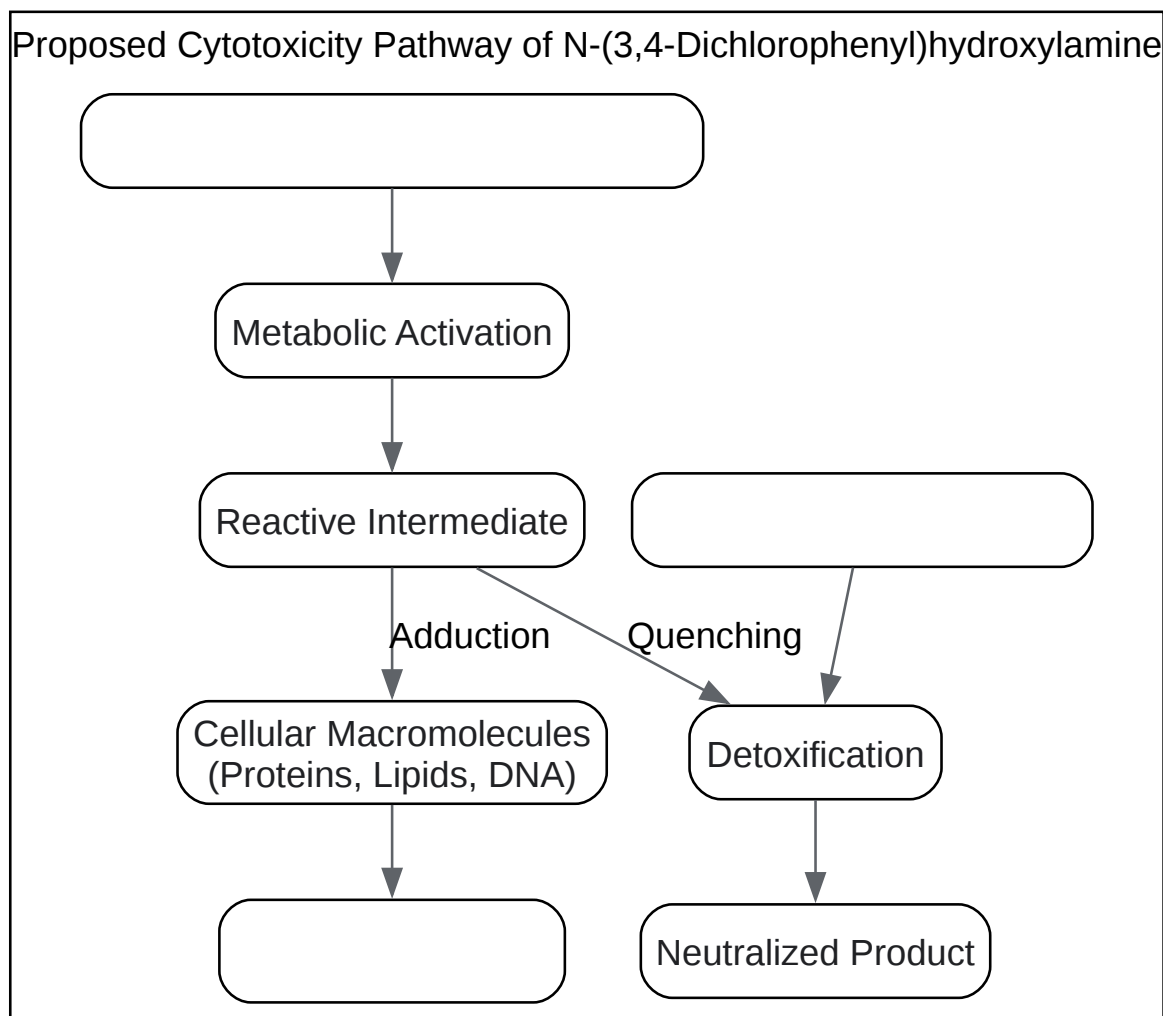 Proposed Cytotoxicity Pathway of N-(3,4-Dichlorophenyl)hydroxylamine
Metabolic Activation
Reactive Intermediate
Adduction
Quenching
Cellular Macromolecules
(Proteins, Lipids, DNA)
Detoxification
Neutralized Product